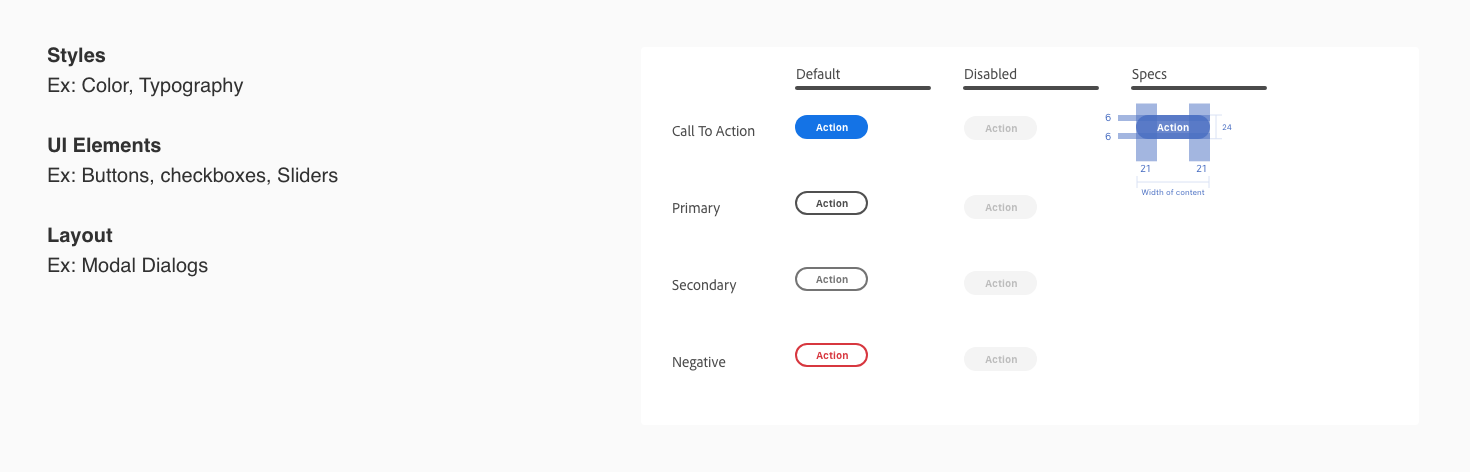 Styles
Ex: Color, Typography
UI Elements
Ex: Buttons, checkboxes, Sliders
Layout
Ex: Modal Dialogs
Default Disabled Specs
Call To Action Action Action 6 6 Action 24
21 21
Width of content
Primary Action Action
Secondary Action Action
Negative Action Action